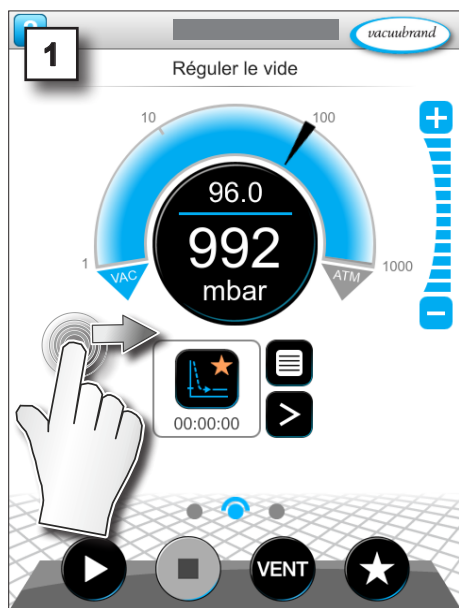 1
vacuubrand
Réguler le vide
10
100
1
1000
VAC
ATM
96.0
992
mbar
00:00:00
VENT